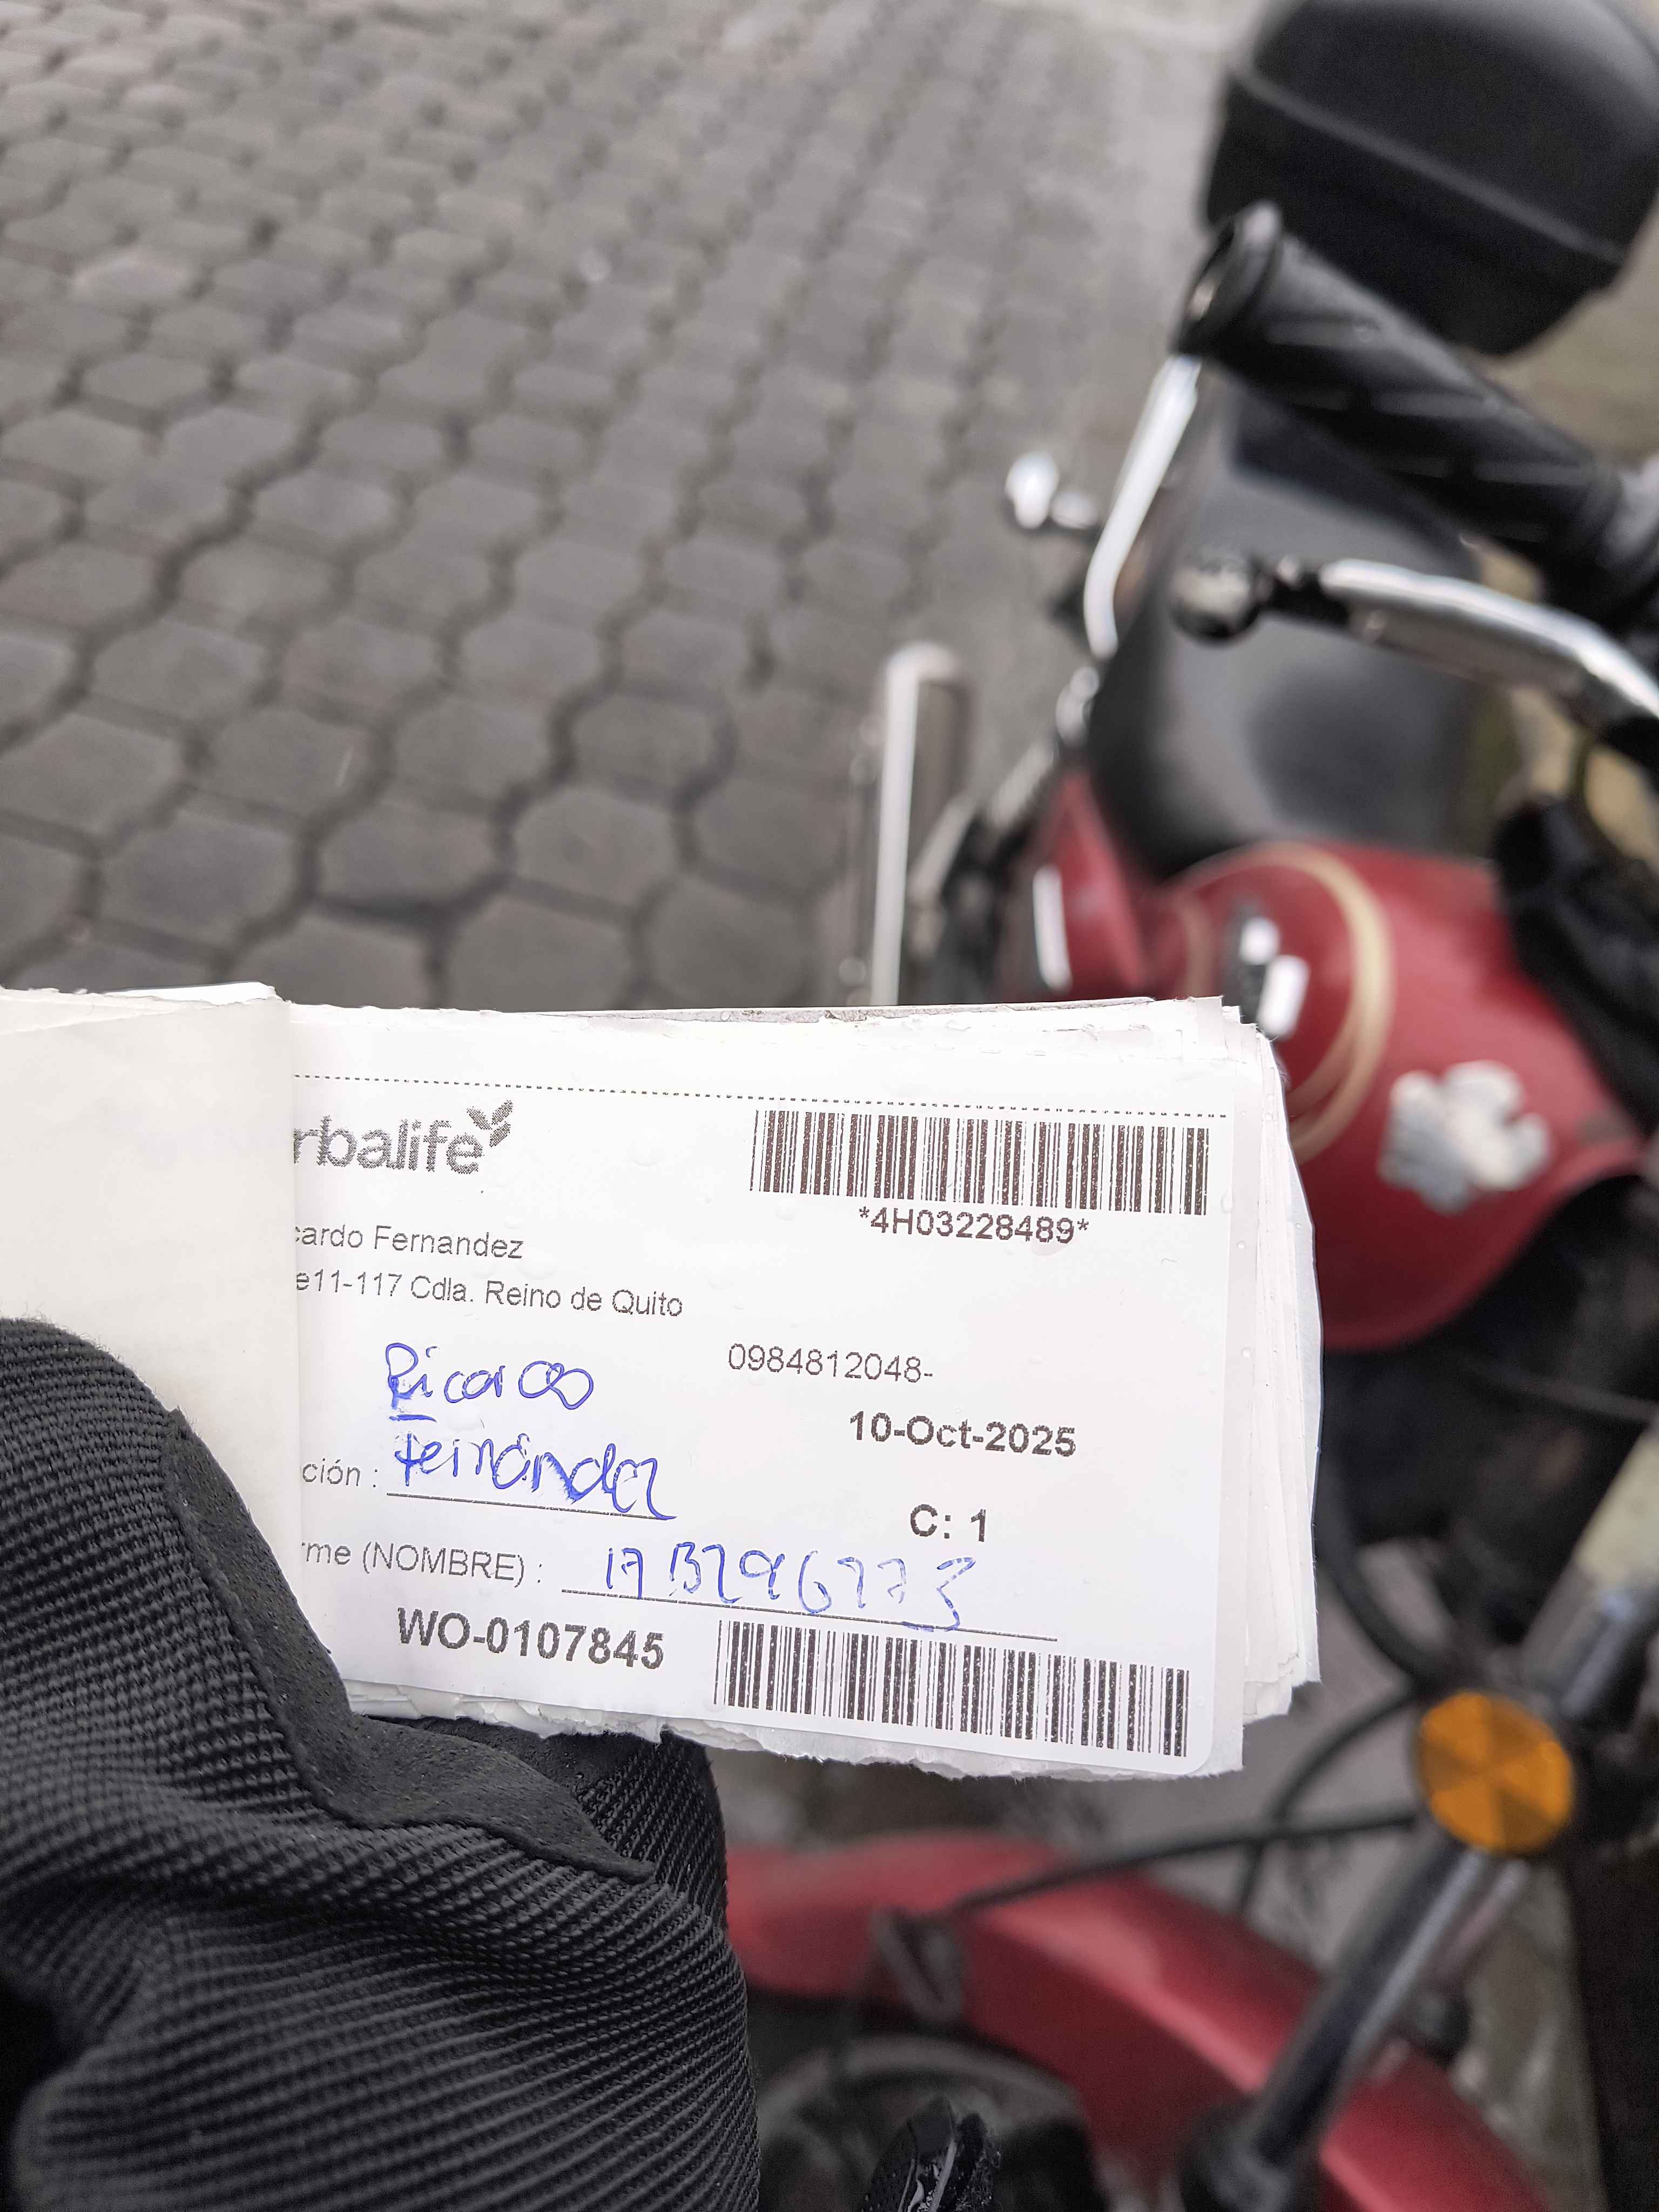 rbalife
*4H03228489*
cardo Fernandez
e11-117 Cdla. Reino de Quito
0984812048-
Ricardo
10-Oct-2025
ción : Fernández
C: 1
rme (NOMBRE) :
WO-0107845